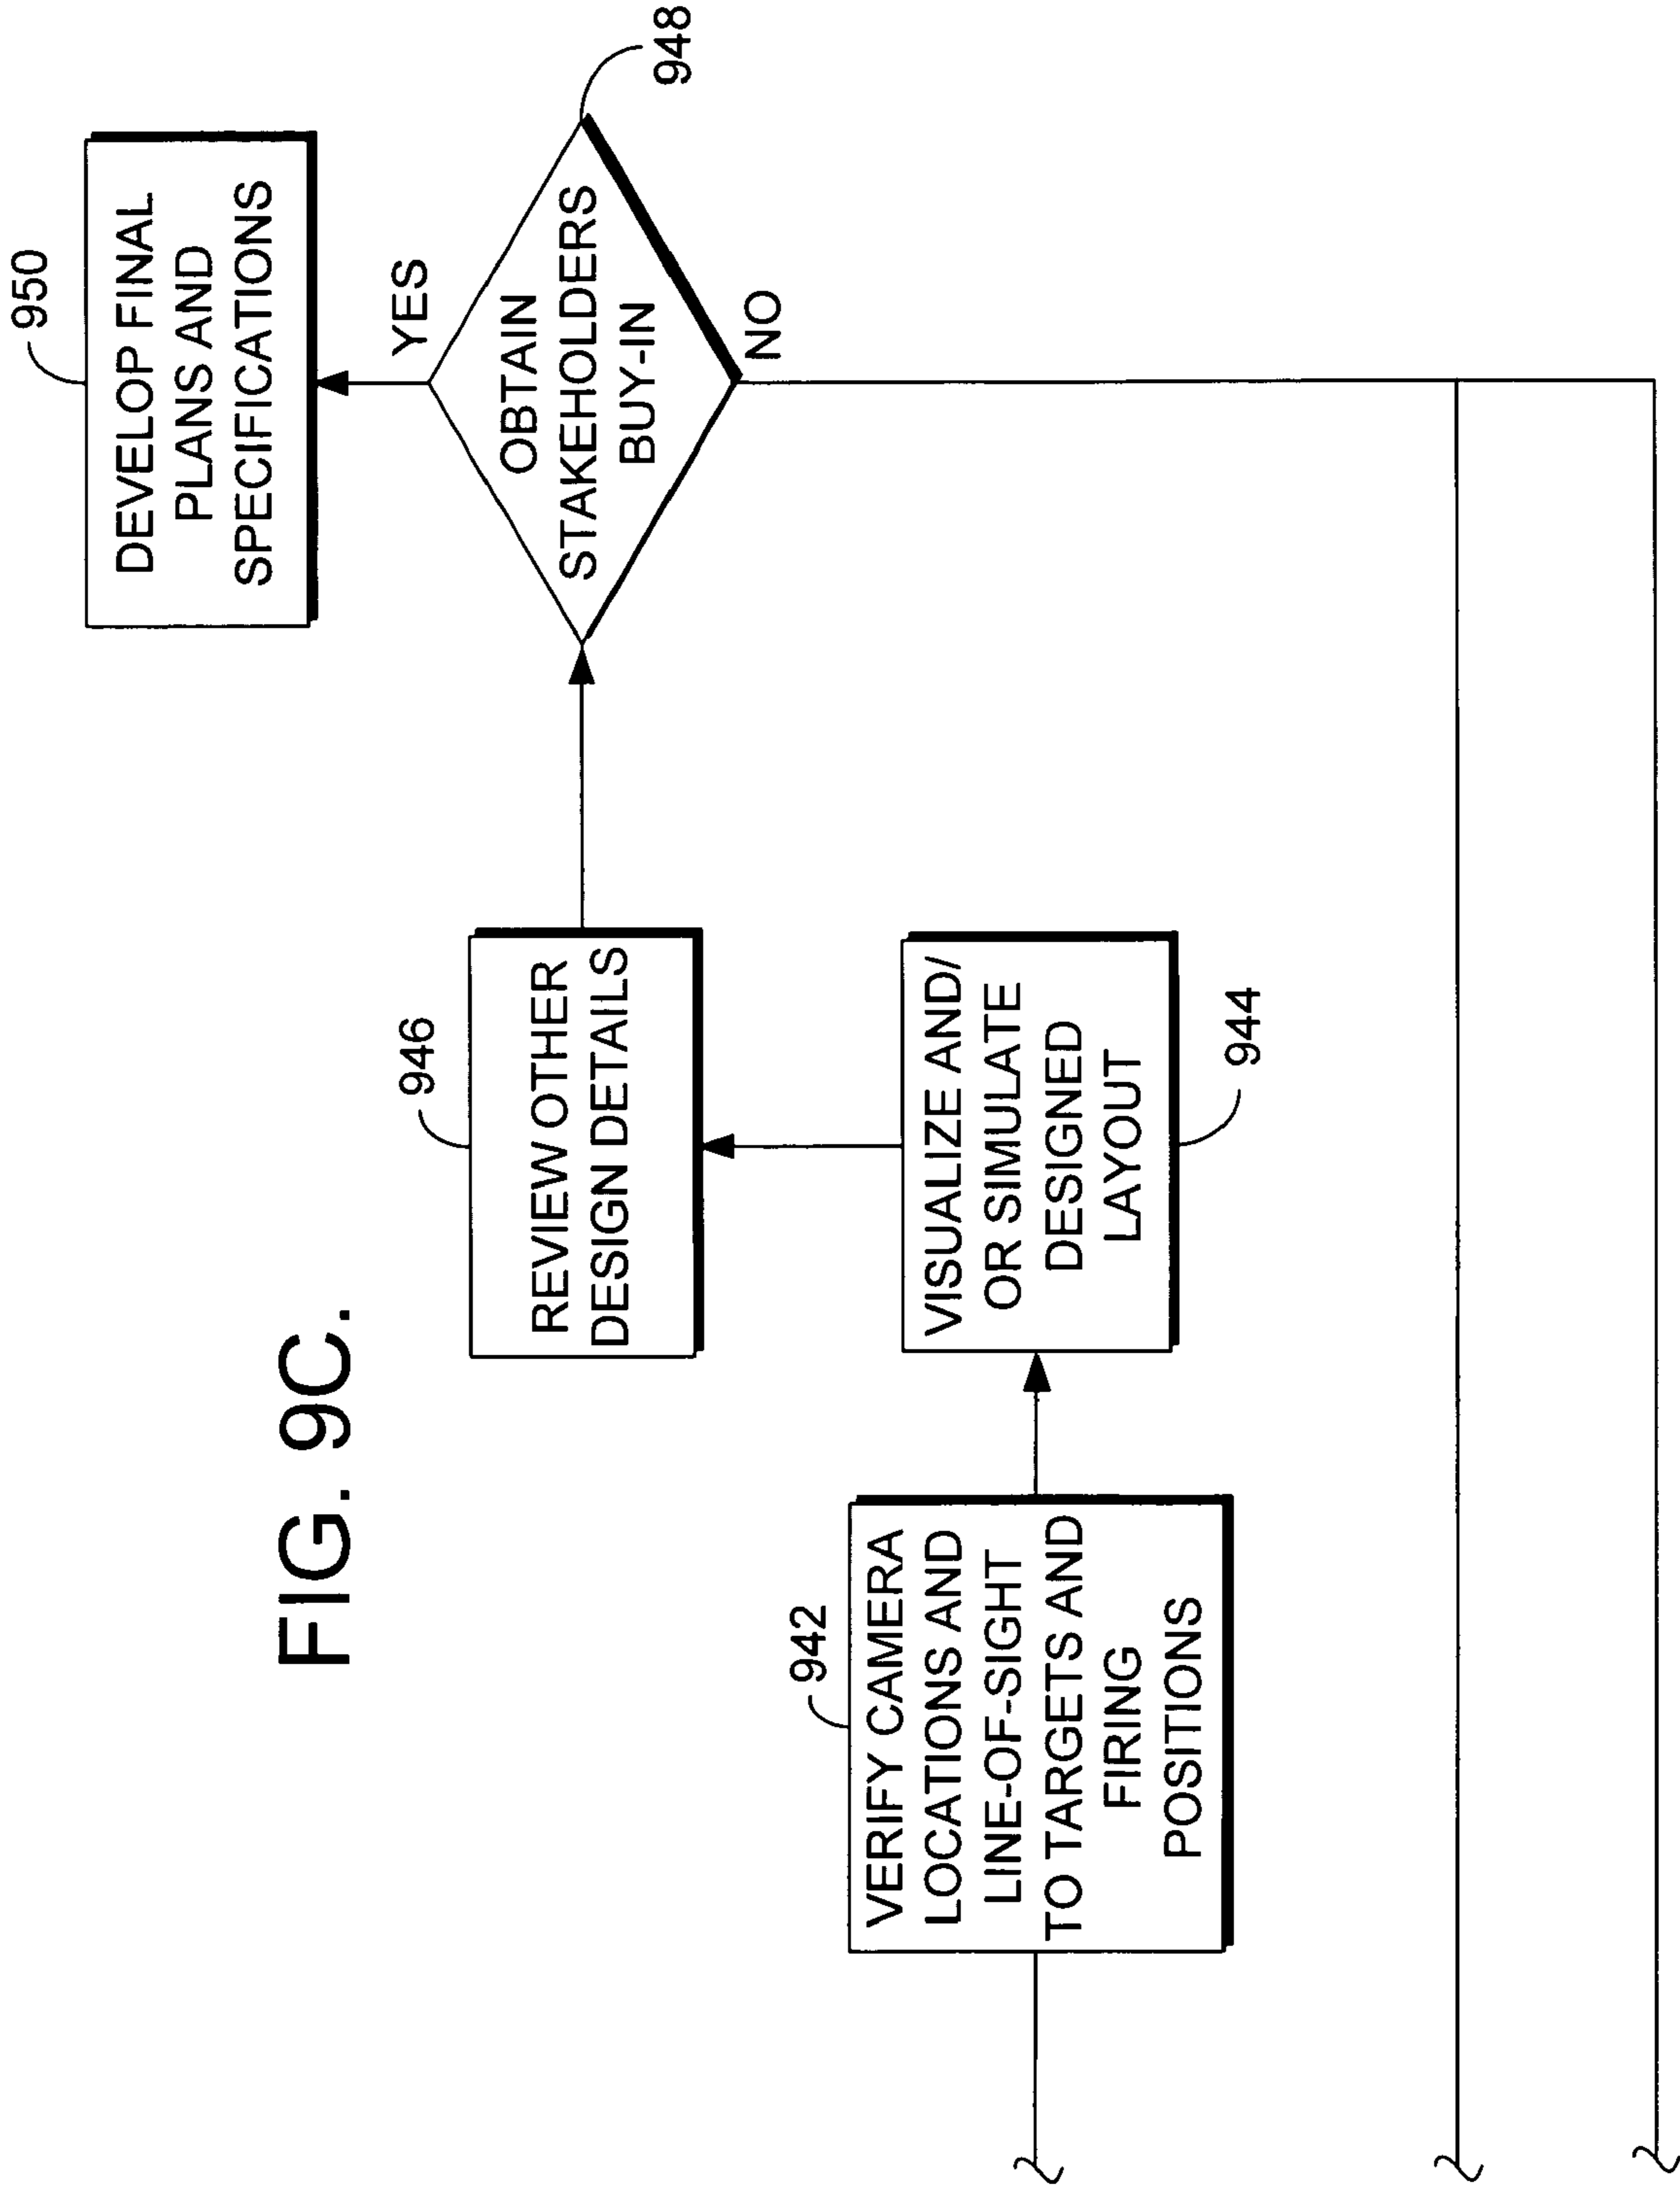 FIG. 9C.
942
VERIFY CAMERA
LOCATIONS AND
LINE-OF-SIGHT
TO TARGETS AND
FIRING
POSITIONS
VISUALIZE AND/
OR SIMULATE
DESIGNED
LAYOUT
944
946
REVIEW OTHER
DESIGN DETAILS
OBTAIN
STAKEHOLDERS
BUY-IN
948
YES
NO
950
DEVELOP FINAL
PLANS AND
SPECIFICATIONS